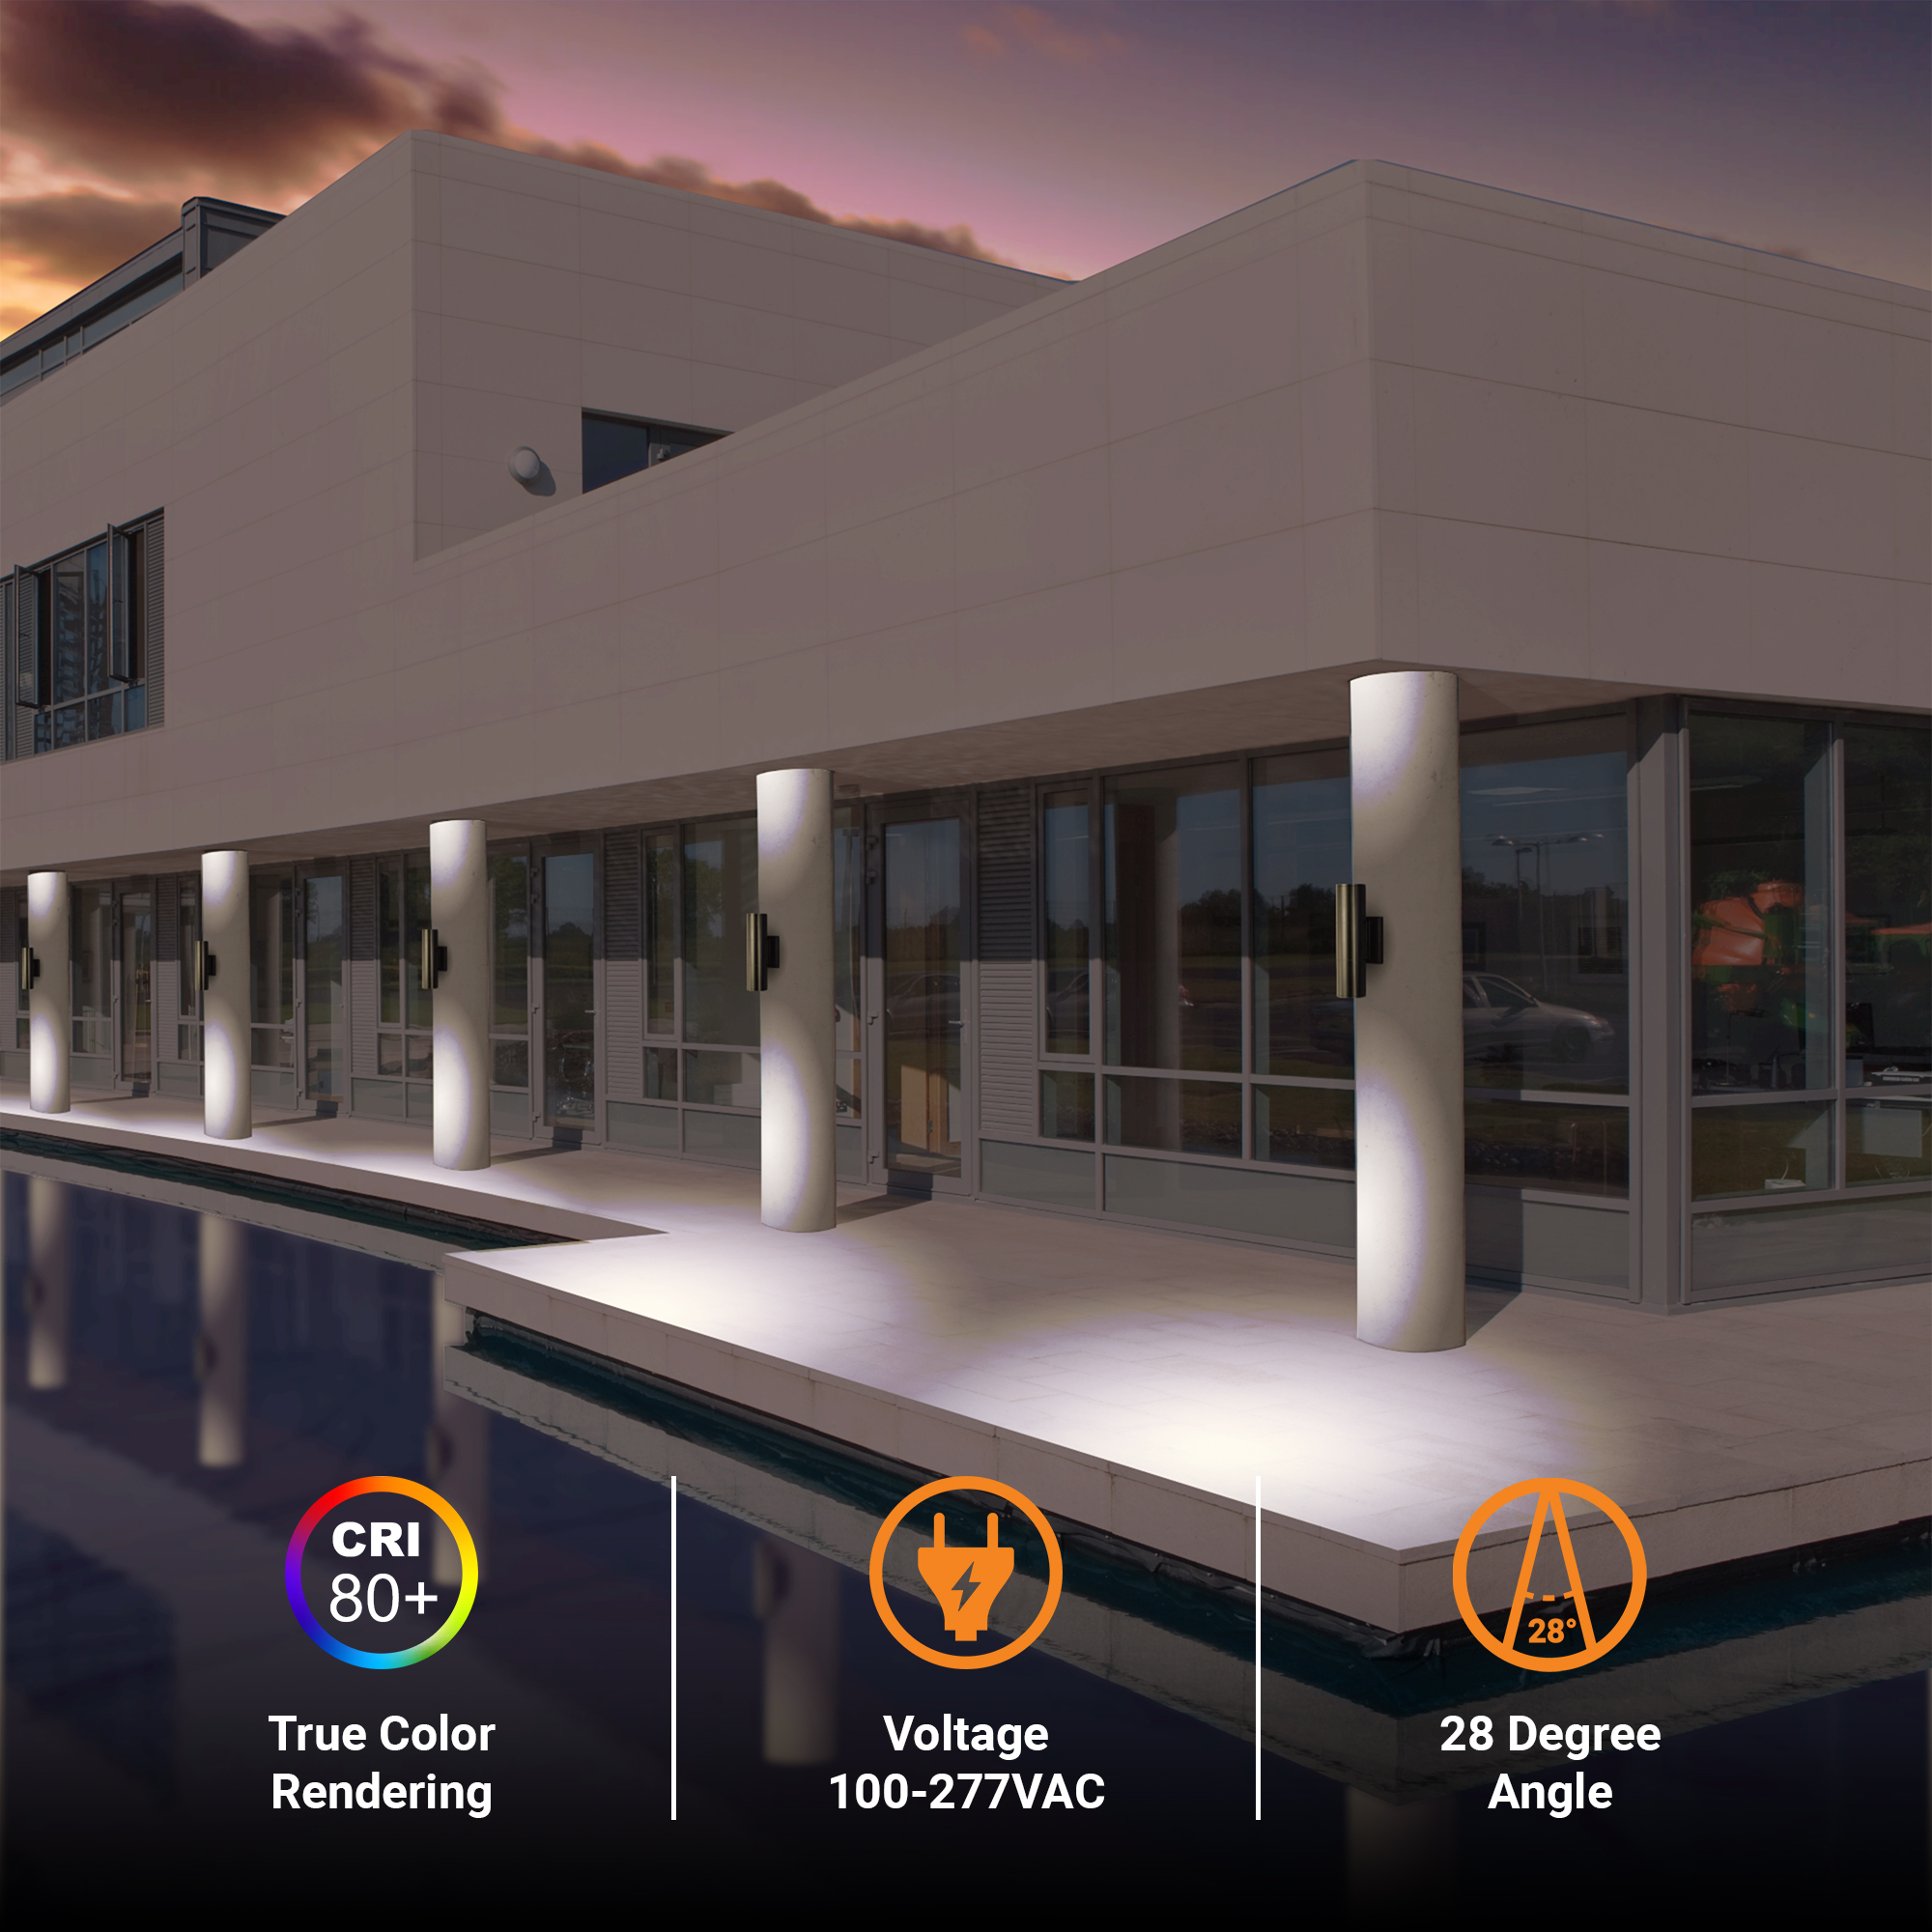 CRI
80+
True Color
Rendering
Voltage
100-277VAC
28°
28 Degree
Angle